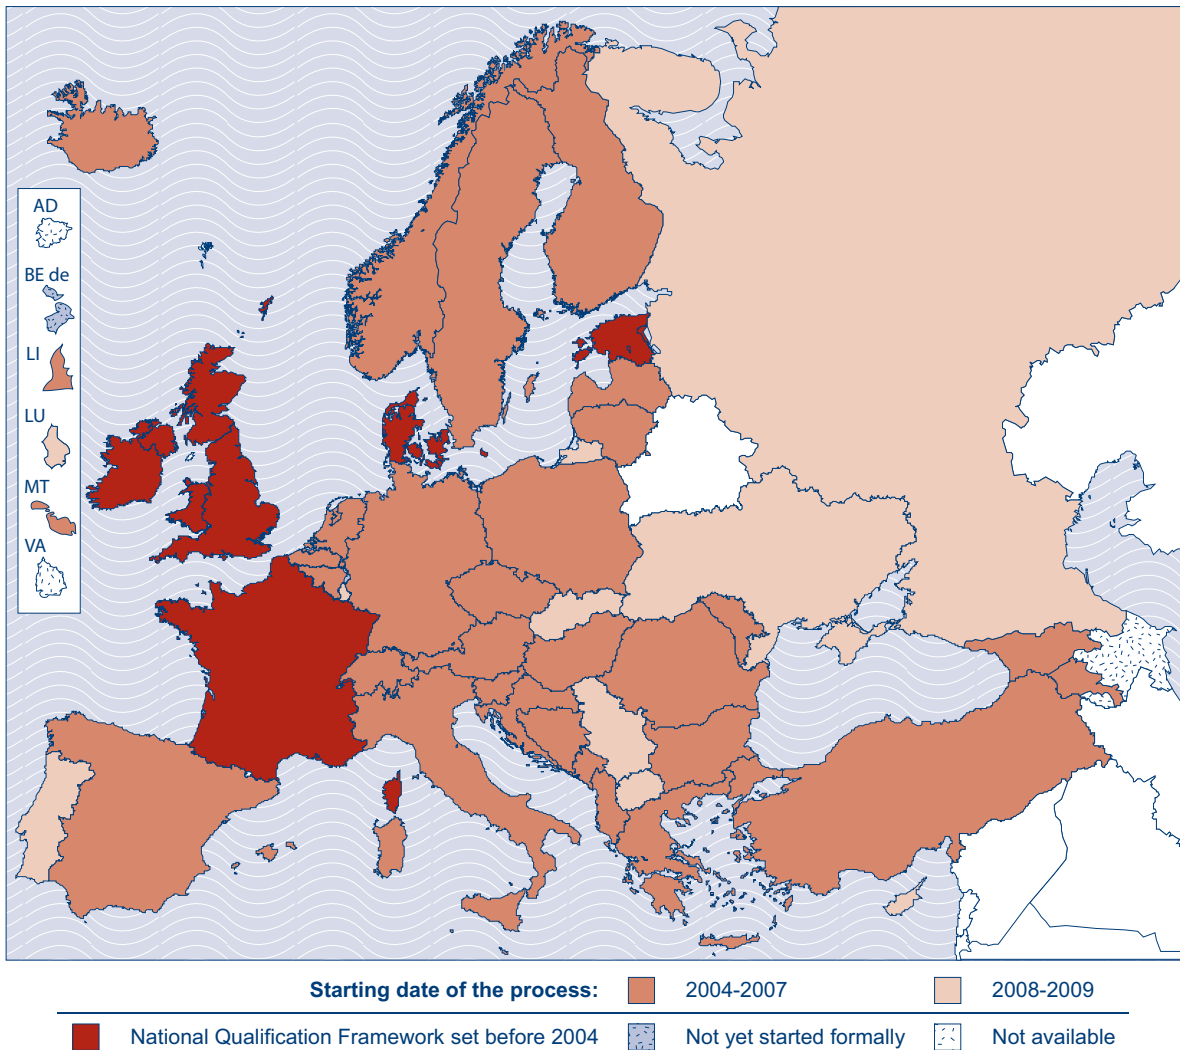 AD
BE de
LI
LU
MT
VA
Starting date of the process: 2004-2007 2008-2009
National Qualification Framework set before 2004 Not yet started formally Not available